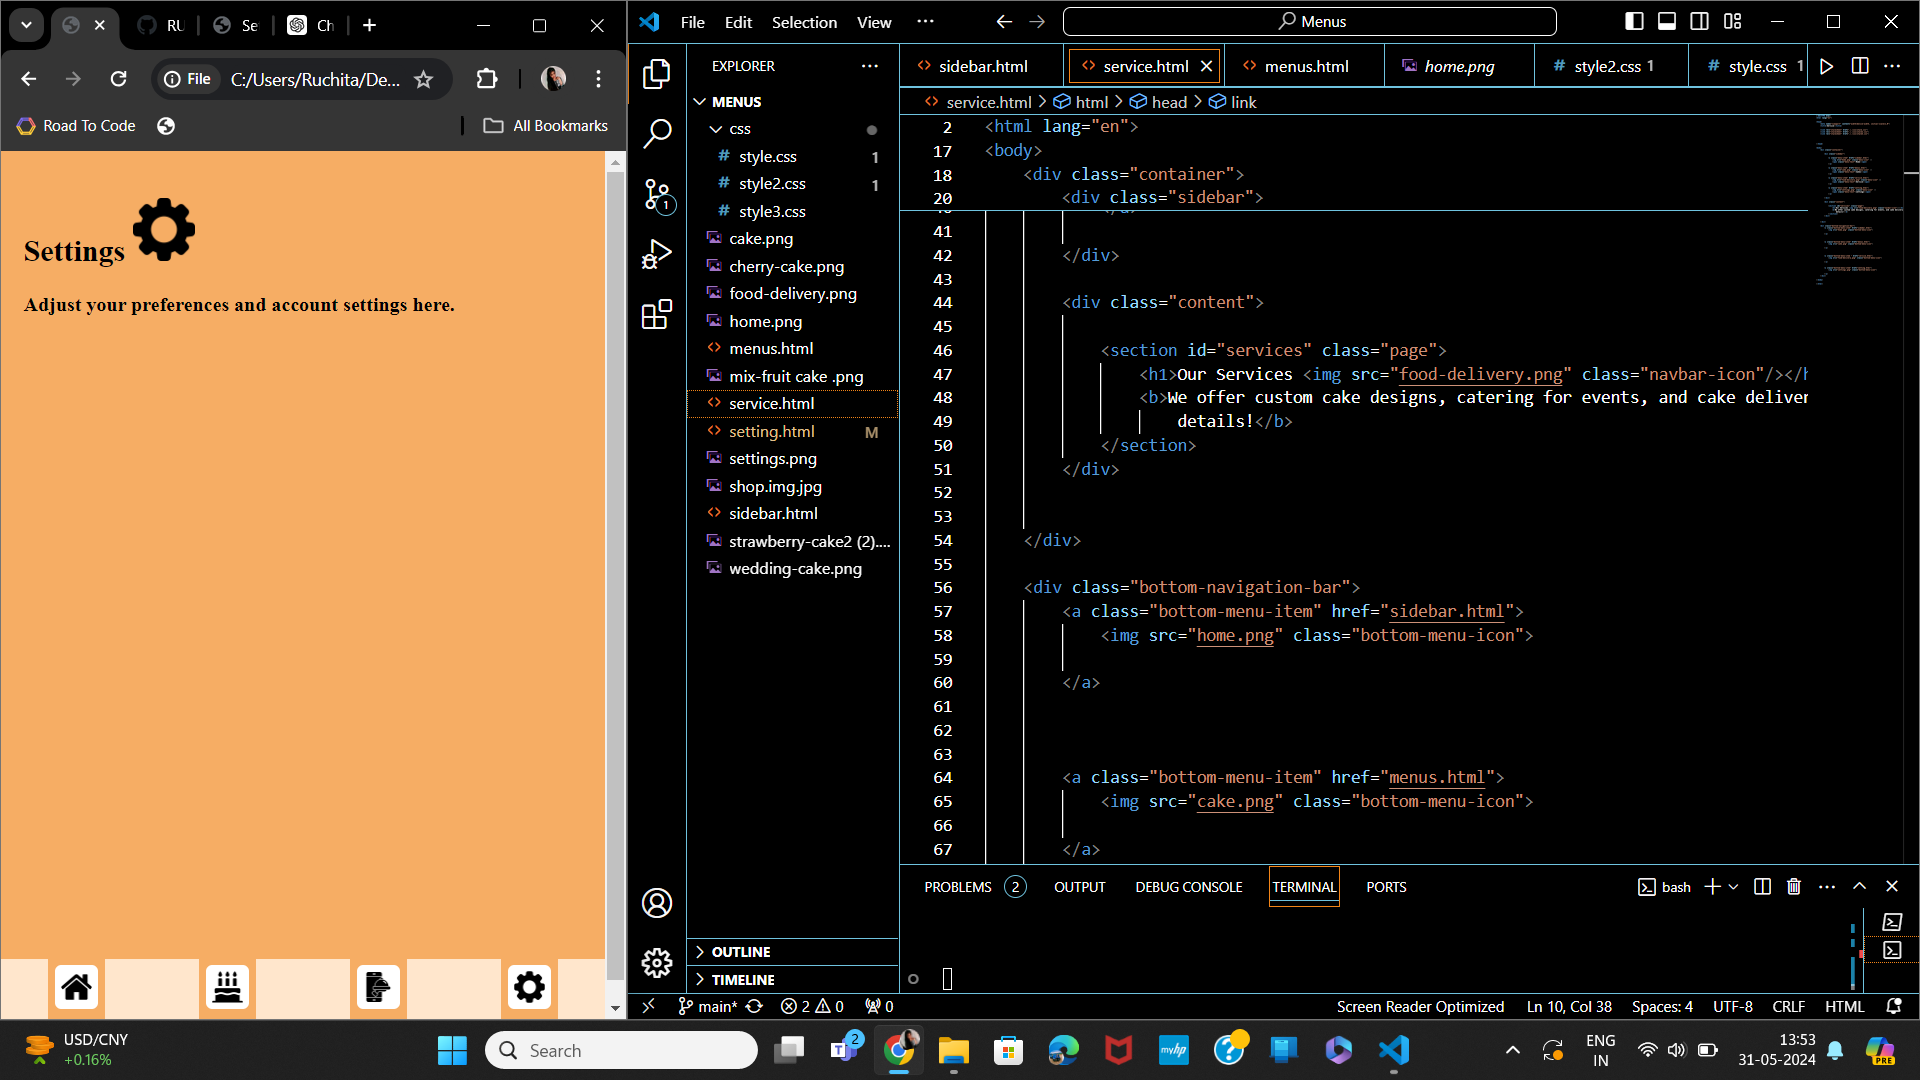 RU
Se
Ch
File
C:/Users/Ruchita/De...
Road To Code
All Bookmarks
Settings
Adjust your preferences and account settings here.
File Edit Selection View ...
Menus
EXPLORER
MENUS
css
style.css 1
style2.css 1
style3.css
cake.png
cherry-cake.png
food-delivery.png
home.png
menus.html
mix-fruit cake .png
service.html
setting.html M
settings.png
shop.img.jpg
sidebar.html
strawberry-cake2 (2)....
wedding-cake.png
OUTLINE
TIMELINE
1
sidebar.html service.html menus.html home.png style2.css 1 style.css 1
service.html > html > head > link
2 <html lang="en">
17 <body>
18 <div class="container">
20 <div class="sidebar">
41
42 </div>
43
44 <div class="content">
45
46 <section id="services" class="page">
47 <h1>Our Services <img src="food-delivery.png" class="navbar-icon"/></h
48 <b>We offer custom cake designs, catering for events, and cake deliver
49 details!</b>
50 </section>
51 </div>
52
53
54 </div>
55
56 <div class="bottom-navigation-bar">
57 <a class="bottom-menu-item" href="sidebar.html">
58 <img src="home.png" class="bottom-menu-icon">
59
60 </a>
61
62
63
64 <a class="bottom-menu-item" href="menus.html">
65 <img src="cake.png" class="bottom-menu-icon">
66
67 </a>
PROBLEMS 2 OUTPUT DEBUG CONSOLE TERMINAL PORTS
bash
main* 2 0 0
Screen Reader Optimized Ln 10, Col 38 Spaces: 4 UTF-8 CRLF HTML
USD/CNY
+0.16%
Search
2
myhp
ENG
IN
13:53
31-05-2024
PRE